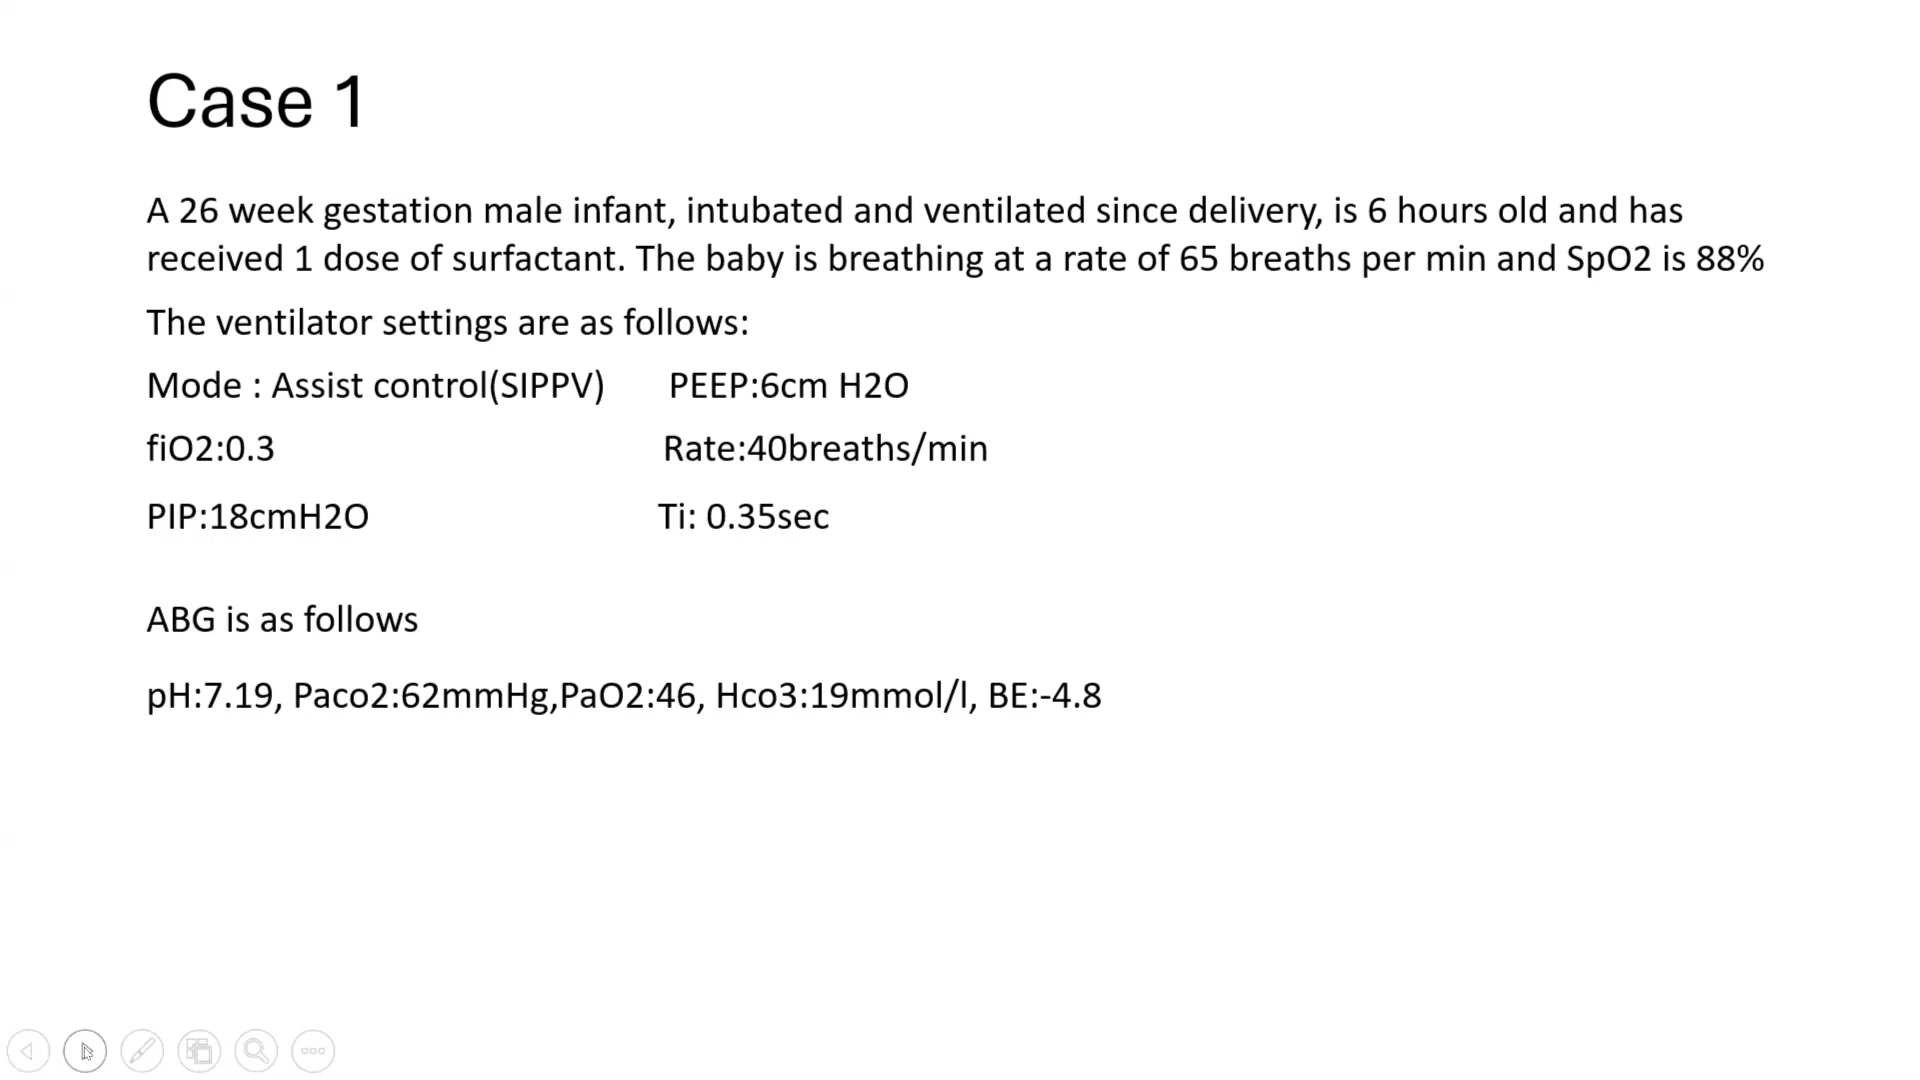 Case 1
A 26 week gestation male infant, intubated and ventilated since delivery, is 6 hours old and has
received 1 dose of surfactant. The baby is breathing at a rate of 65 breaths per min and SpO2 is 88%
The ventilator settings are as follows:
Mode : Assist control(SIPPV) PEEP:6cm H2O
fiO2:0.3 Rate:40breaths/min
PIP:18cmH2O Ti: 0.35sec
ABG is as follows
pH:7.19, Paco2:62mmHg,PaO2:46, Hco3:19mmol/l, BE:-4.8